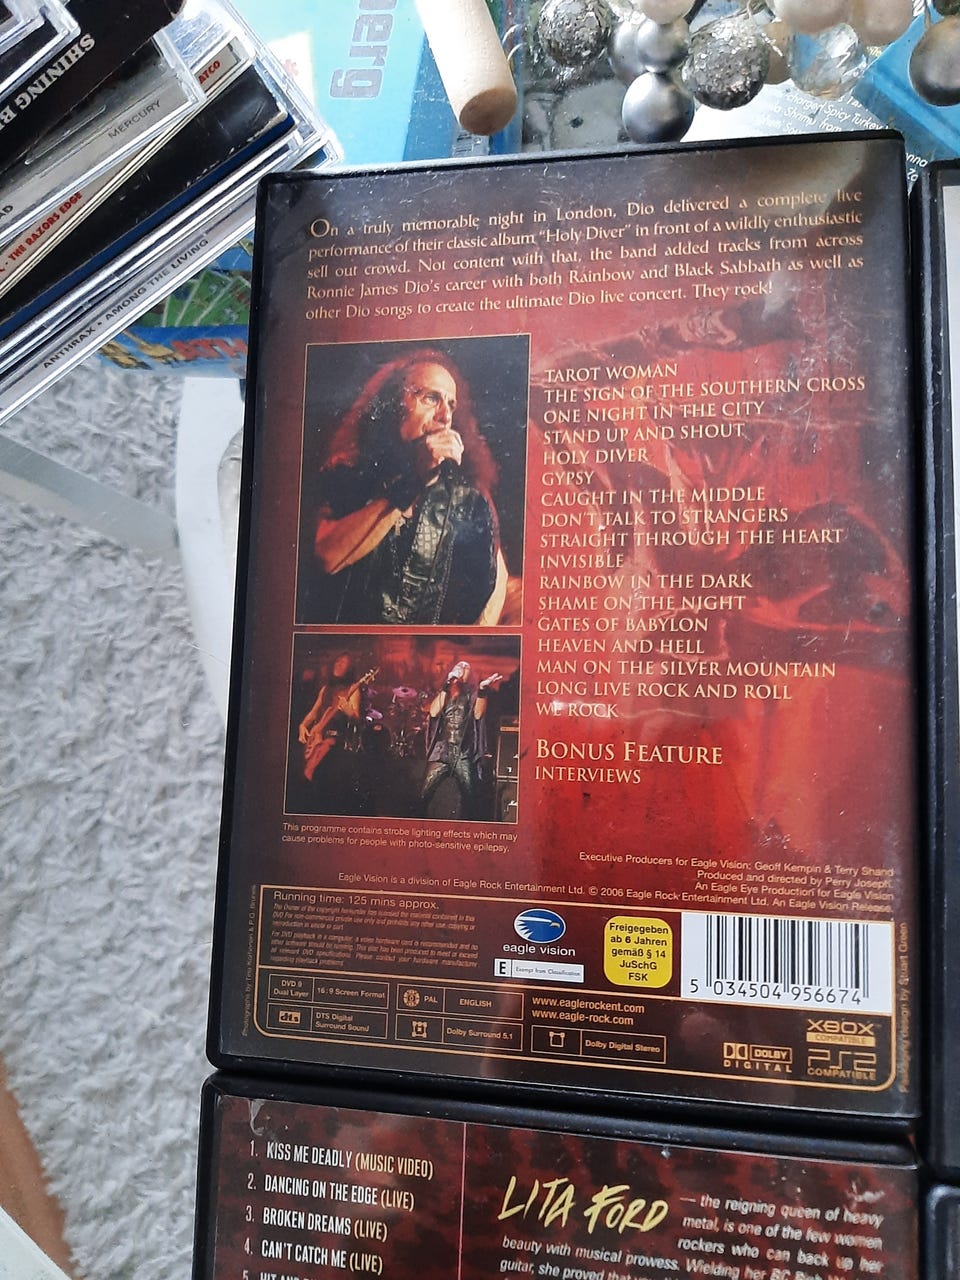 SHINING B
MERCURY
ATCO
THE RAZORS EDGE
ANTHRAX • AMONG THE LIVING
berg
charged Spicy Turkey
On a truly memorable night in London, Dio delivered a complete live
performance of their classic album "Holy Diver" in front of a wildly enthusiastic
sell out crowd. Not content with that, the band added tracks from across
Ronnie James Dio's career with both Rainbow and Black Sabbath as well as
other Dio songs to create the ultimate Dio live concert. They rock!
TAROT WOMAN
THE SIGN OF THE SOUTHERN CROSS
ONE NIGHT IN THE CITY
STAND UP AND SHOUT
HOLY DIVER
GYPSY
CAUGHT IN THE MIDDLE
DON'T TALK TO STRANGERS
STRAIGHT THROUGH THE HEART
INVISIBLE
RAINBOW IN THE DARK
SHAME ON THE NIGHT
GATES OF BABYLON
HEAVEN AND HELL
MAN ON THE SILVER MOUNTAIN
LONG LIVE ROCK AND ROLL
WE ROCK
BONUS FEATURE
INTERVIEWS
This programme contains strobe lighting effects which may
cause problems for people with photo-sensitive epilepsy.
Executive Producers for Eagle Vision: Geoff Kempin & Terry Shand
Produced and directed by Perry Joseph.
An Eagle Eye Production for Eagle Vision
Eagle Vision is a division of Eagle Rock Entertainment Ltd. © 2006 Eagle Rock Entertainment Ltd. An Eagle Vision Release.
Running time: 125 mins approx.
eagle vision
E Exempt from Classification
Freigegeben
ab 6 Jahren
gemäß § 14
JuSchG
FSK
5 034504 956674
DVD 9
Dual Layer
16:9 Screen Format
PAL
ENGLISH
www.eaglerockent.com
www.eagle-rock.com
dts
DTS Digital
Surround Sound
Dolby Surround 5.1
Dolby Digital Stereo
DOLBY
DIGITAL
XBOX
COMPATIBLE
PS2
COMPATIBLE
1. KISS ME DEADLY (MUSIC VIDEO)
2. DANCING ON THE EDGE (LIVE)
3. BROKEN DREAMS (LIVE)
4. CAN'T CATCH ME (LIVE)
LITA FORD — the reigning queen of heavy
metal, is one of the few women
rockers who can back up her
beauty with musical prowess. Wielding her BC
guitar, she proved that